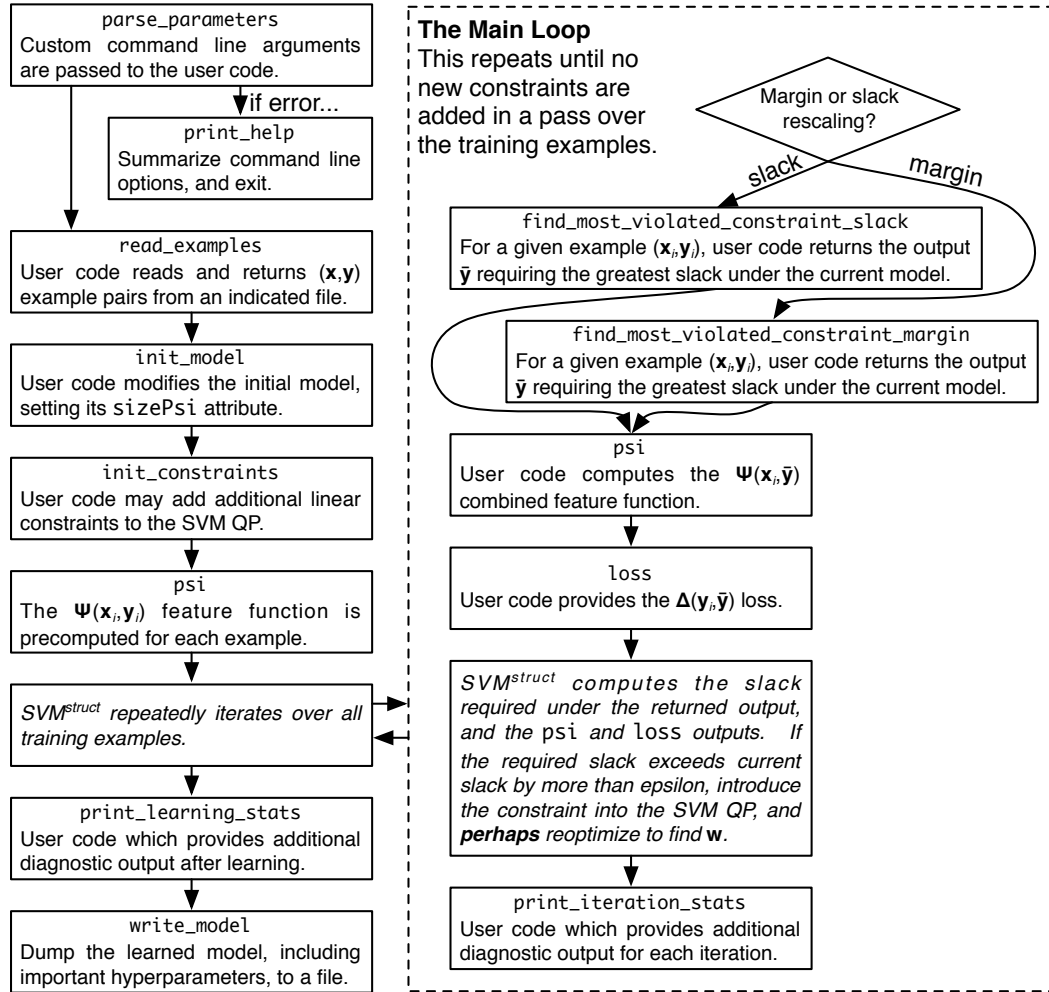 parse_parameters
Custom command line arguments
are passed to the user code.
if error...
print_help
Summarize command line
options, and exit.
read_examples
User code reads and returns (x,y)
example pairs from an indicated file.
init_model
User code modifies the initial model,
setting its sizePsi attribute.
init_constraints
User code may add additional linear
constraints to the SVM QP.
psi
The Ψ(xᵢ,yᵢ) feature function is
precomputed for each example.
SVMstruct repeatedly iterates over all
training examples.
print_learning_stats
User code which provides additional
diagnostic output after learning.
write_model
Dump the learned model, including
important hyperparameters, to a file.
The Main Loop
This repeats until no
new constraints are
added in a pass over
the training examples.
Margin or slack
rescaling?
slack
margin
find_most_violated_constraint_slack
For a given example (xᵢ,yᵢ), user code returns the output
ȳ requiring the greatest slack under the current model.
find_most_violated_constraint_margin
For a given example (xᵢ,yᵢ), user code returns the output
ȳ requiring the greatest slack under the current model.
psi
User code computes the Ψ(xᵢ,ȳ)
combined feature function.
loss
User code provides the Δ(yᵢ,ȳ) loss.
SVMstruct computes the slack
required under the returned output,
and the psi and loss outputs. If
the required slack exceeds current
slack by more than epsilon, introduce
the constraint into the SVM QP, and
perhaps reoptimize to find w.
print_iteration_stats
User code which provides additional
diagnostic output for each iteration.